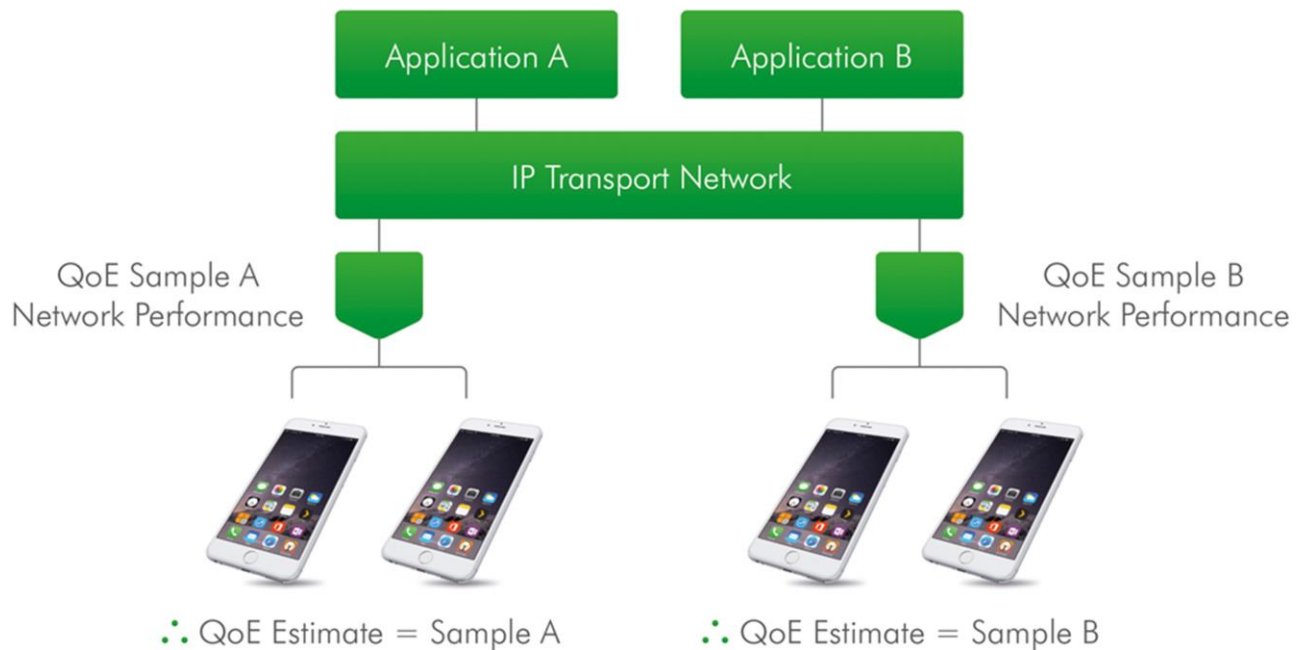 Application A
Application B
IP Transport Network
QoE Sample A
Network Performance
QoE Sample B
Network Performance
∴ QoE Estimate = Sample A
∴ QoE Estimate = Sample B